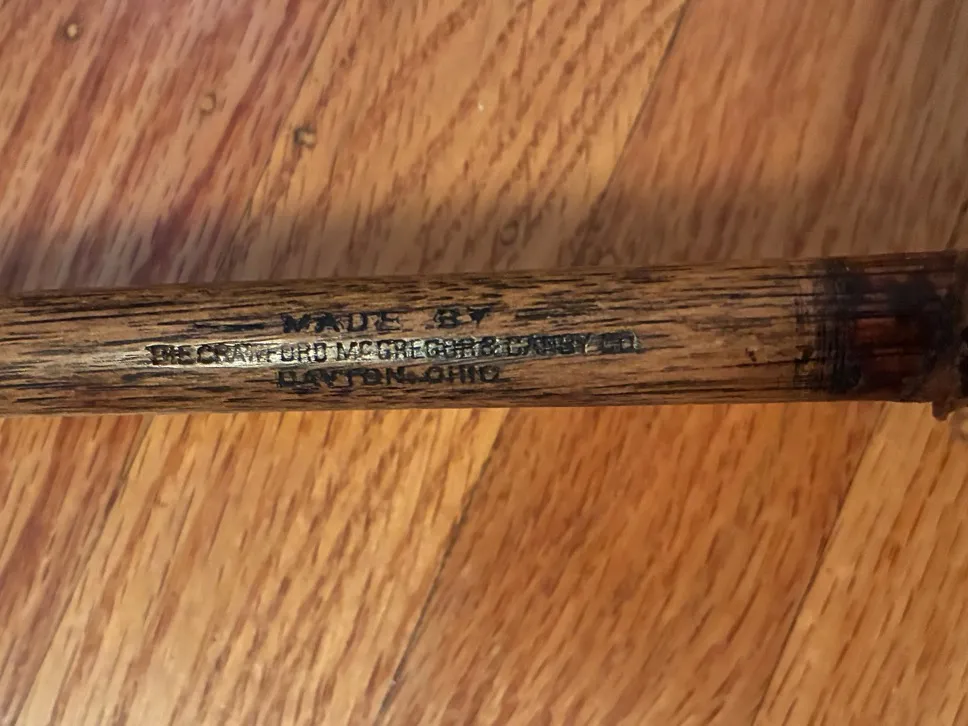 MADE BY
THE CRAWFORD MCGREGOR & CANBY CO.
DAYTON, OHIO